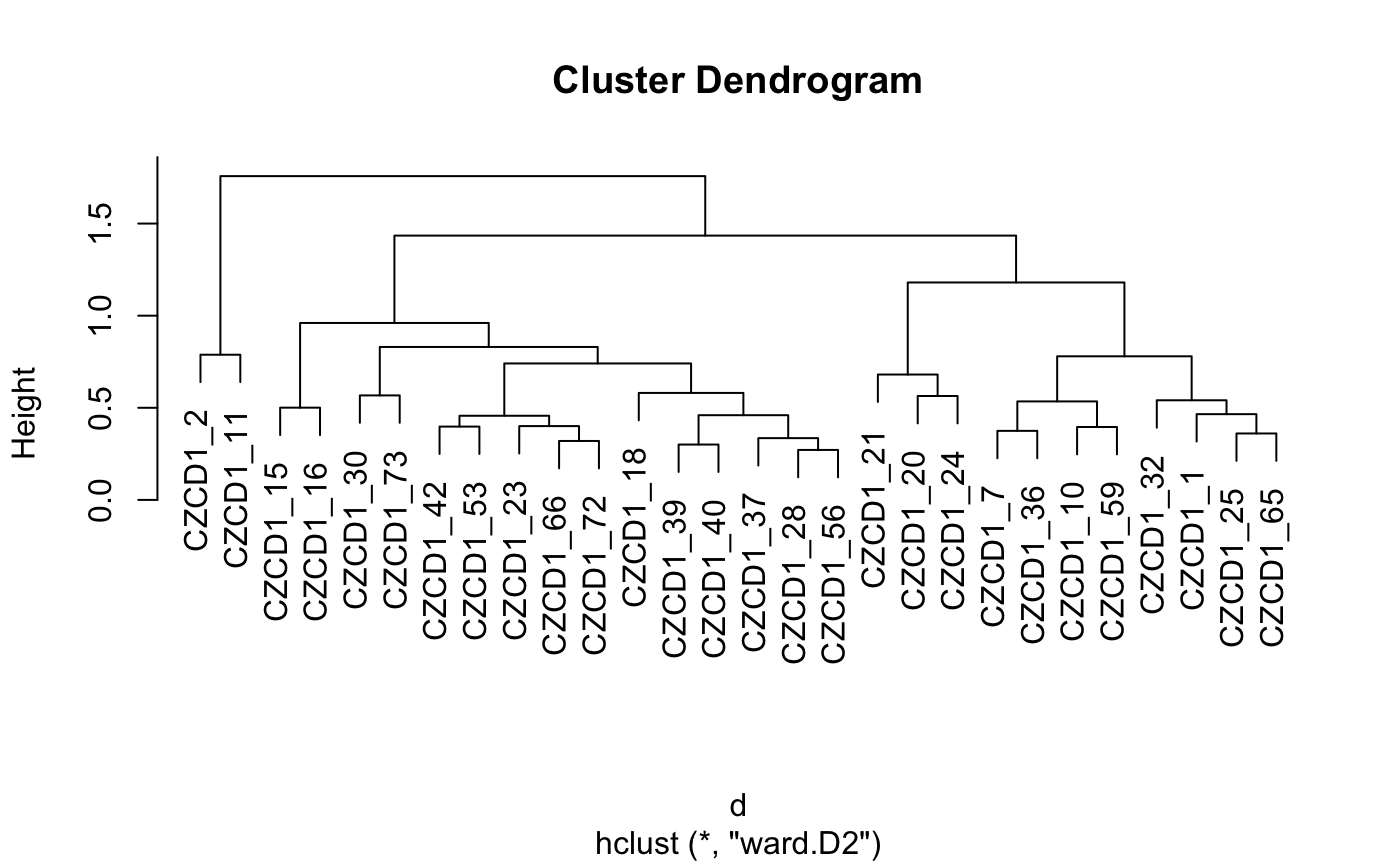 Cluster Dendrogram
Height
0.0
0.5
1.0
1.5
CZCD1_2
CZCD1_11
CZCD1_15
CZCD1_16
CZCD1_30
CZCD1_73
CZCD1_42
CZCD1_53
CZCD1_23
CZCD1_66
CZCD1_72
CZCD1_18
CZCD1_39
CZCD1_40
CZCD1_37
CZCD1_28
CZCD1_56
CZCD1_21
CZCD1_20
CZCD1_24
CZCD1_7
CZCD1_36
CZCD1_10
CZCD1_59
CZCD1_32
CZCD1_1
CZCD1_25
CZCD1_65
d
hclust (*, "ward.D2")